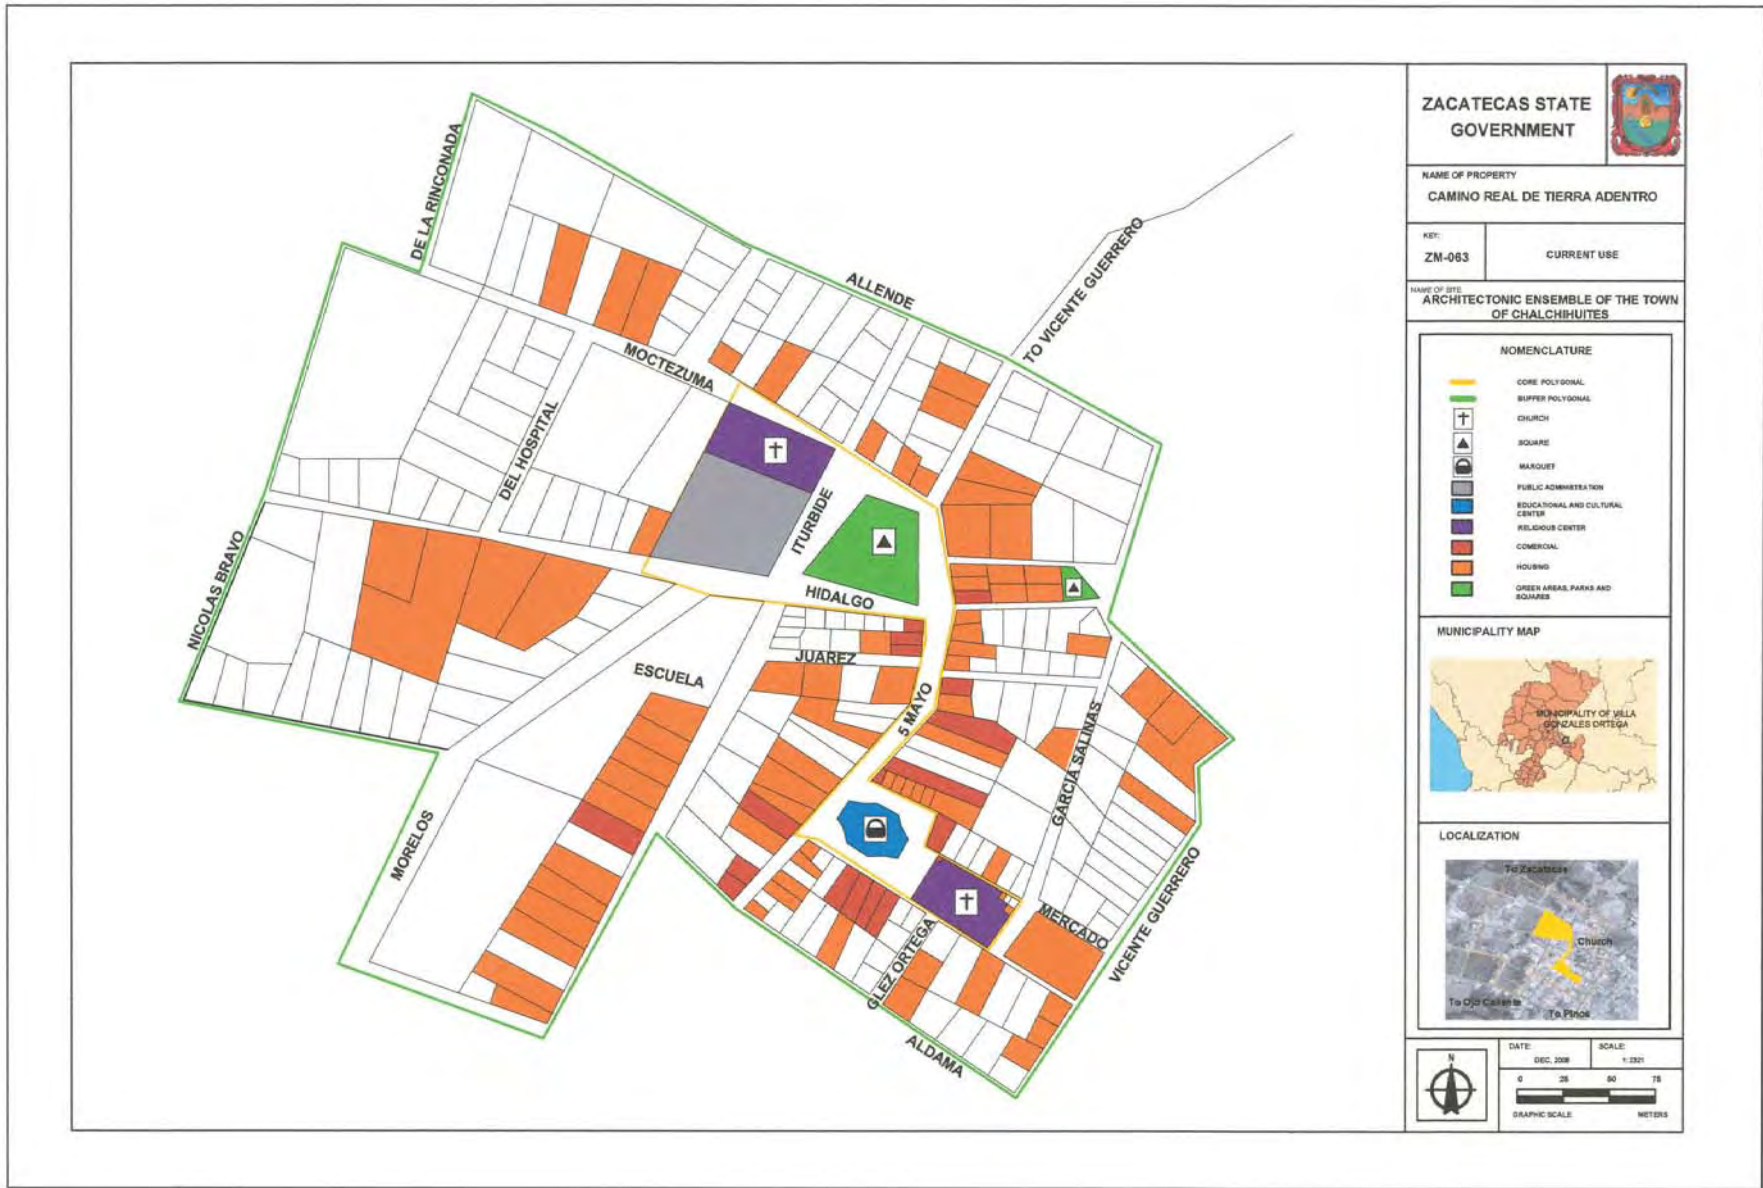 DE LA RINCONADA
ALLENDE
TO VICENTE GUERRERO
MOCTEZUMA
DEL HOSPITAL
ITURBIDE
NICOLAS BRAVO
HIDALGO
JUAREZ
ESCUELA
5 MAYO
GARCIA SALINAS
MORELOS
MERCADO
VICENTE GUERRERO
GLEZ ORTEGA
ALDAMA
ZACATECAS STATE
GOVERNMENT
NAME OF PROPERTY
CAMINO REAL DE TIERRA ADENTRO
KEY:
ZM-063
CURRENT USE
NAME OF SITE
ARCHITECTONIC ENSEMBLE OF THE TOWN
OF CHALCHIHUITES
NOMENCLATURE
CORE POLYGONAL
BUFFER POLYGONAL
CHURCH
SQUARE
MARQUET
PUBLIC ADMINISTRATION
EDUCATIONAL AND CULTURAL
CENTER
RELIGIOUS CENTER
COMERCIAL
HOUSING
GREEN AREAS, PARKS AND
SQUARES
MUNICIPALITY MAP
MUNICIPALITY OF VILLA
GONZALES ORTEGA
LOCALIZATION
To Zacatecas
Church
To Ojo Caliente
To Pinos
N
DATE:
DEC, 2008
SCALE:
1:2321
0 25 50 75
GRAPHIC SCALE
METERS